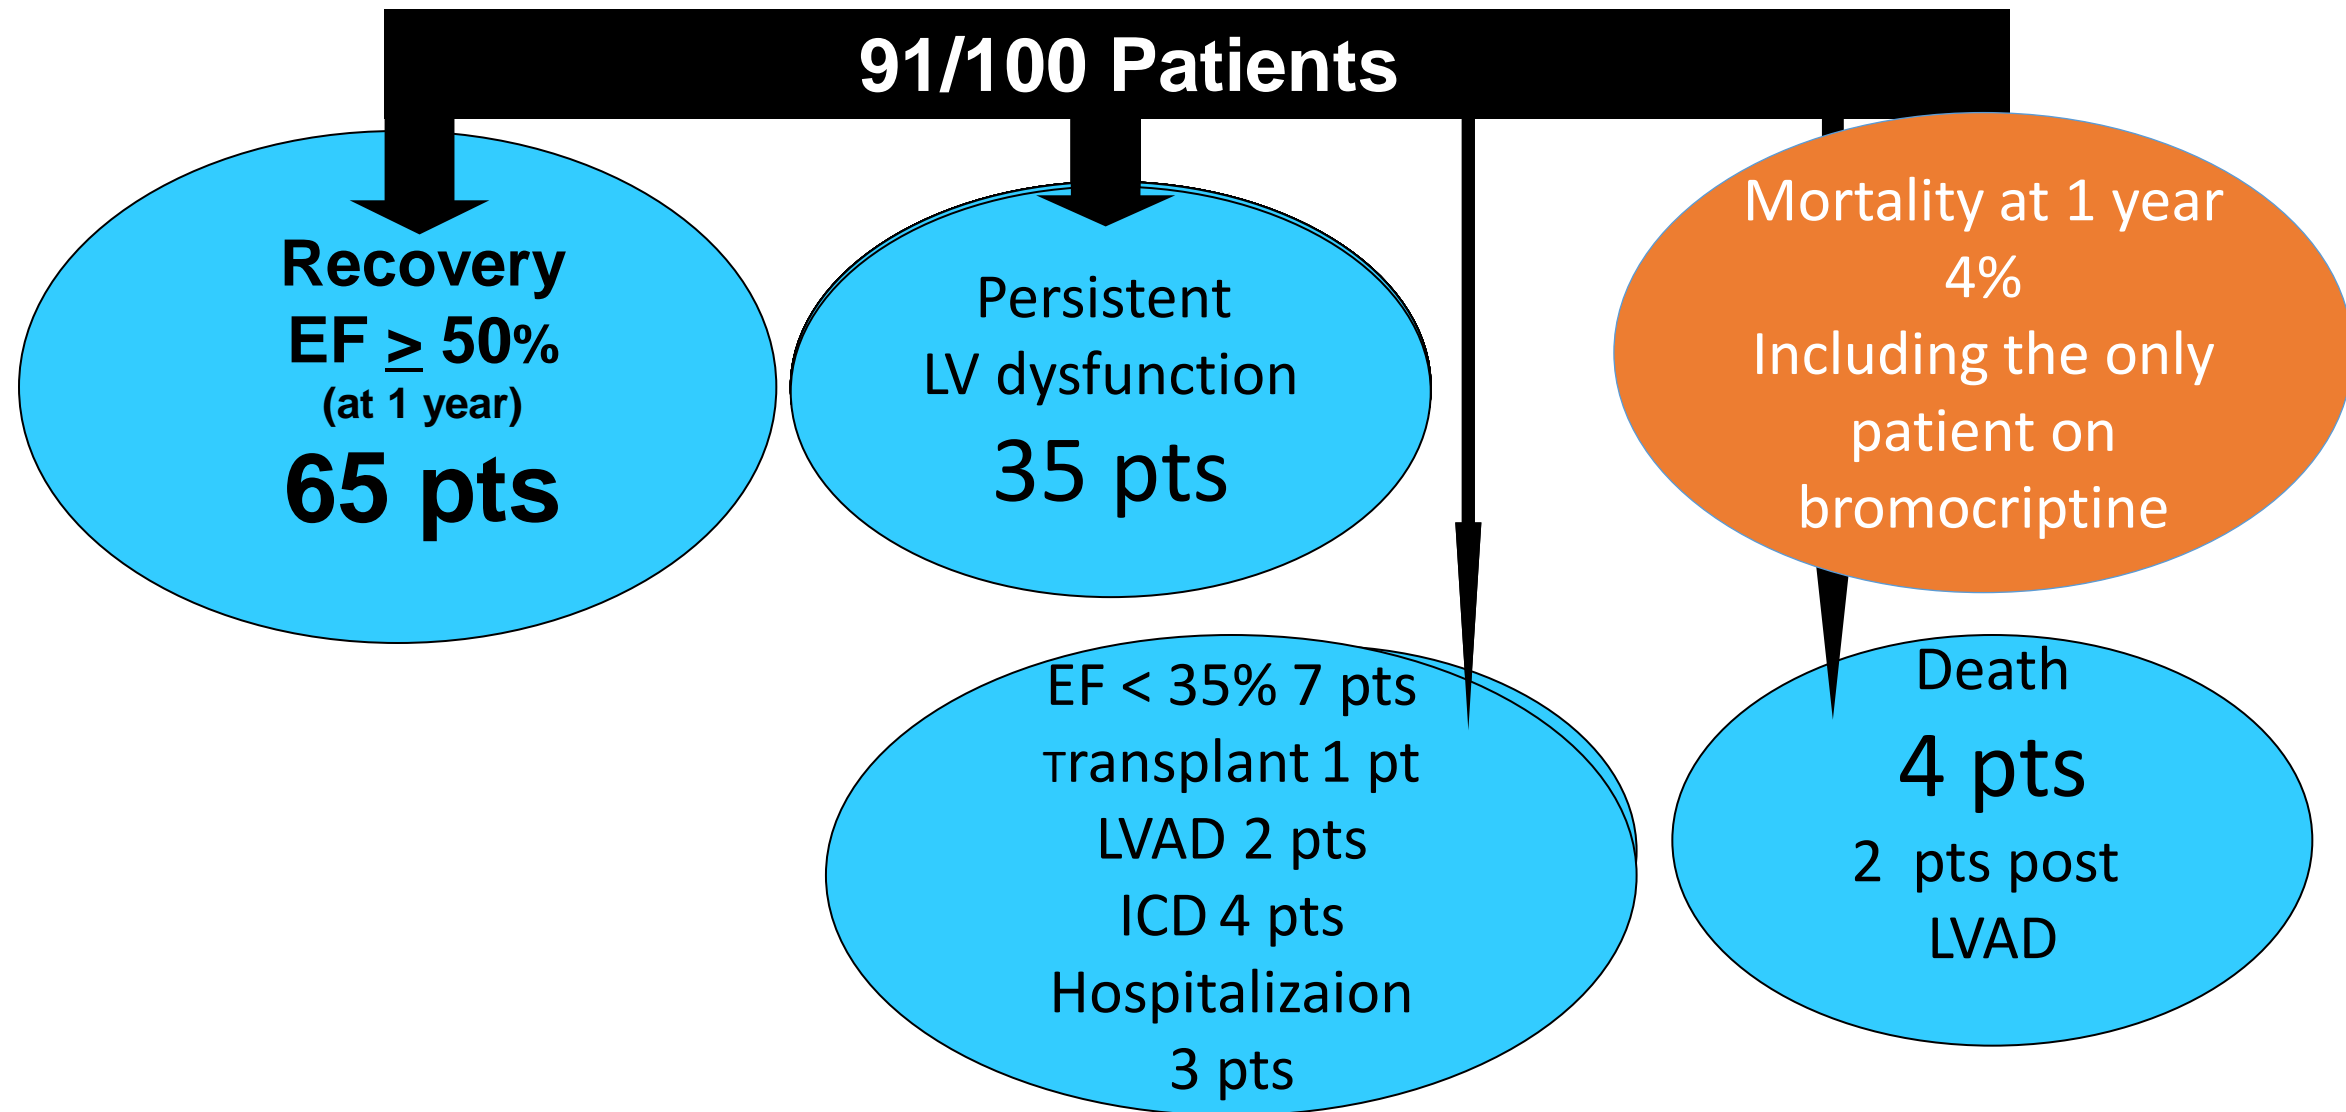 91/100 Patients
Recovery
EF ≥ 50%
(at 1 year)
65 pts
Persistent
LV dysfunction
35 pts
Mortality at 1 year
4%
Including the only
patient on
bromocriptine
EF < 35% 7 pts
Transplant 1 pt
LVAD 2 pts
ICD 4 pts
Hospitalizaion
3 pts
Death
4 pts
2 pts post
LVAD